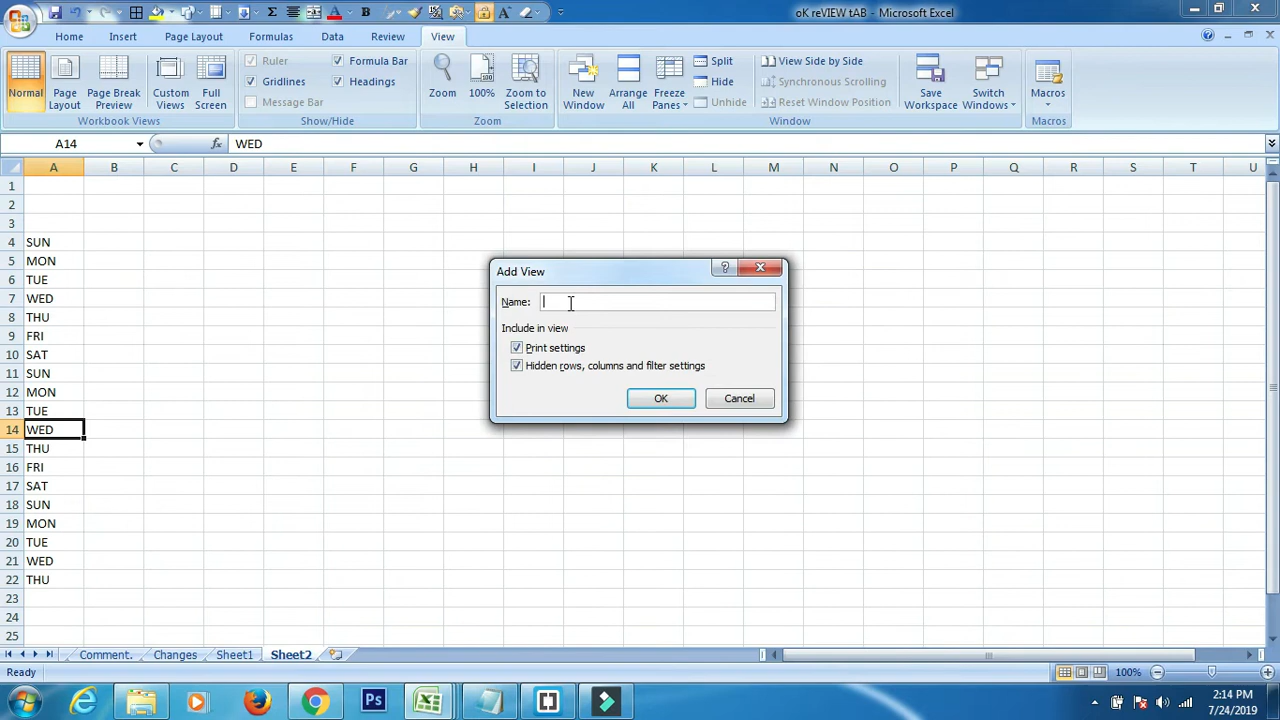 oK reVIEW tAB - Microsoft Excel
Home Insert Page Layout Formulas Data Review View
Normal
Page Layout
Page Break Preview
Custom Views
Full Screen
Workbook Views
Ruler
Formula Bar
Gridlines
Headings
Message Bar
Show/Hide
Zoom
100%
Zoom to Selection
Zoom
New Window
Arrange All
Freeze Panes
Split
Hide
Unhide
View Side by Side
Synchronous Scrolling
Reset Window Position
Save Workspace
Switch Windows
Window
Macros
Macros
A14 fx WED
A B C D E F G H I J K L M N O P Q R S T U
1
2
3
4 SUN
5 MON
6 TUE
7 WED
8 THU
9 FRI
10 SAT
11 SUN
12 MON
13 TUE
14 WED
15 THU
16 FRI
17 SAT
18 SUN
19 MON
20 TUE
21 WED
22 THU
23
24
25
Add View
Name:
Include in view
Print settings
Hidden rows, columns and filter settings
OK Cancel
Comment. Changes Sheet1 Sheet2
Ready 100%
Ps
2:14 PM
7/24/2019